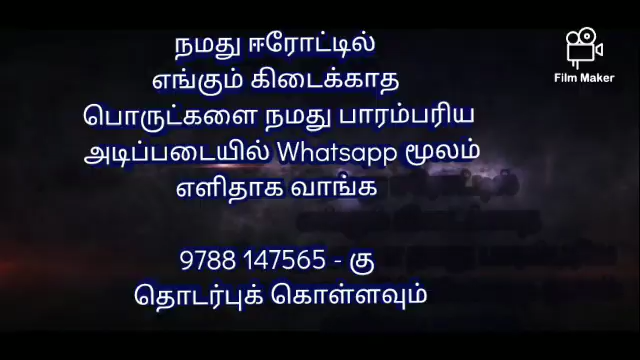 நமது ஈரோட்டில்
எங்கும் கிடைக்காத
பொருட்களை நமது பாரம்பரிய
அடிப்படையில் Whatsapp மூலம்
எளிதாக வாங்க
9788 147565 - கு
தொடர்புக் கொள்ளவும்
Film Maker